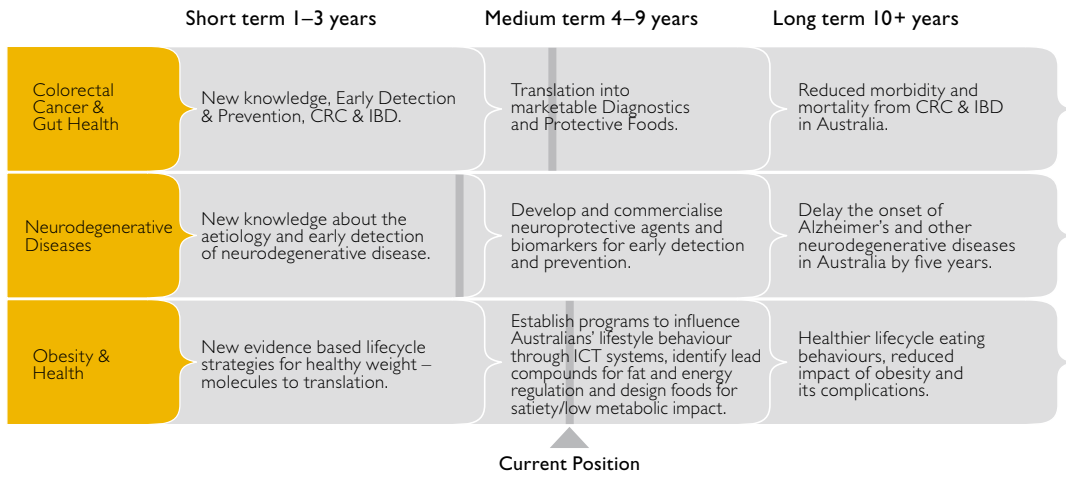 Short term 1–3 years
Medium term 4–9 years
Long term 10+ years
Colorectal
Cancer &
Gut Health
New knowledge, Early Detection
& Prevention, CRC & IBD.
Translation into
marketable Diagnostics
and Protective Foods.
Reduced morbidity and
mortality from CRC & IBD
in Australia.
Neurodegenerative
Diseases
New knowledge about the
aetiology and early detection
of neurodegenerative disease.
Develop and commercialise
neuroprotective agents and
biomarkers for early detection
and prevention.
Delay the onset of
Alzheimer’s and other
neurodegenerative diseases
in Australia by five years.
Obesity &
Health
New evidence based lifecycle
strategies for healthy weight –
molecules to translation.
Establish programs to influence
Australians’ lifestyle behaviour
through ICT systems, identify lead
compounds for fat and energy
regulation and design foods for
satiety/low metabolic impact.
Healthier lifecycle eating
behaviours, reduced
impact of obesity and
its complications.
Current Position